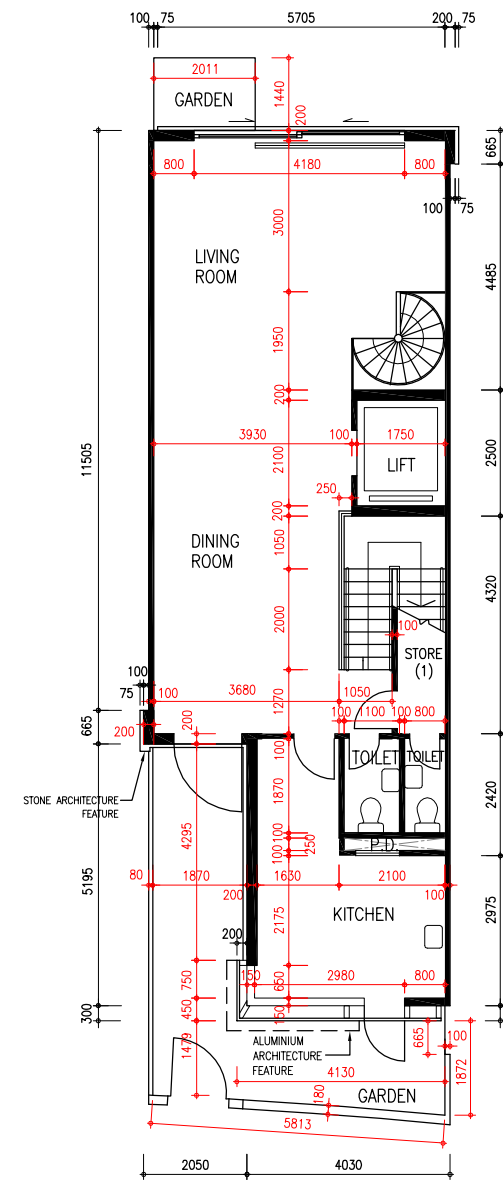 100 75 5705 200 75
2011
GARDEN
1440
200
665
800 4180 800
100 75
3000
LIVING
ROOM
4485
1950
200
11505
3930 100 1750
LIFT
2100
2500
250
200
1050
DINING
ROOM
4320
2000
100
STORE
(1)
100
75 100 3680 1050
1270
665
200
200
100 1100 100 800
100
TOILET TOILET
STONE ARCHITECTURE
FEATURE
4295
1870
2420
100
P.D.
100 250
5195
80 1870 200 1630 2100 100
KITCHEN
2175
2975
200
750
150 2980 800
650
300
450
150
1479
ALUMINIUM
ARCHITECTURE
FEATURE
665
100
1872
4130
GARDEN
180
5813
2050 4030